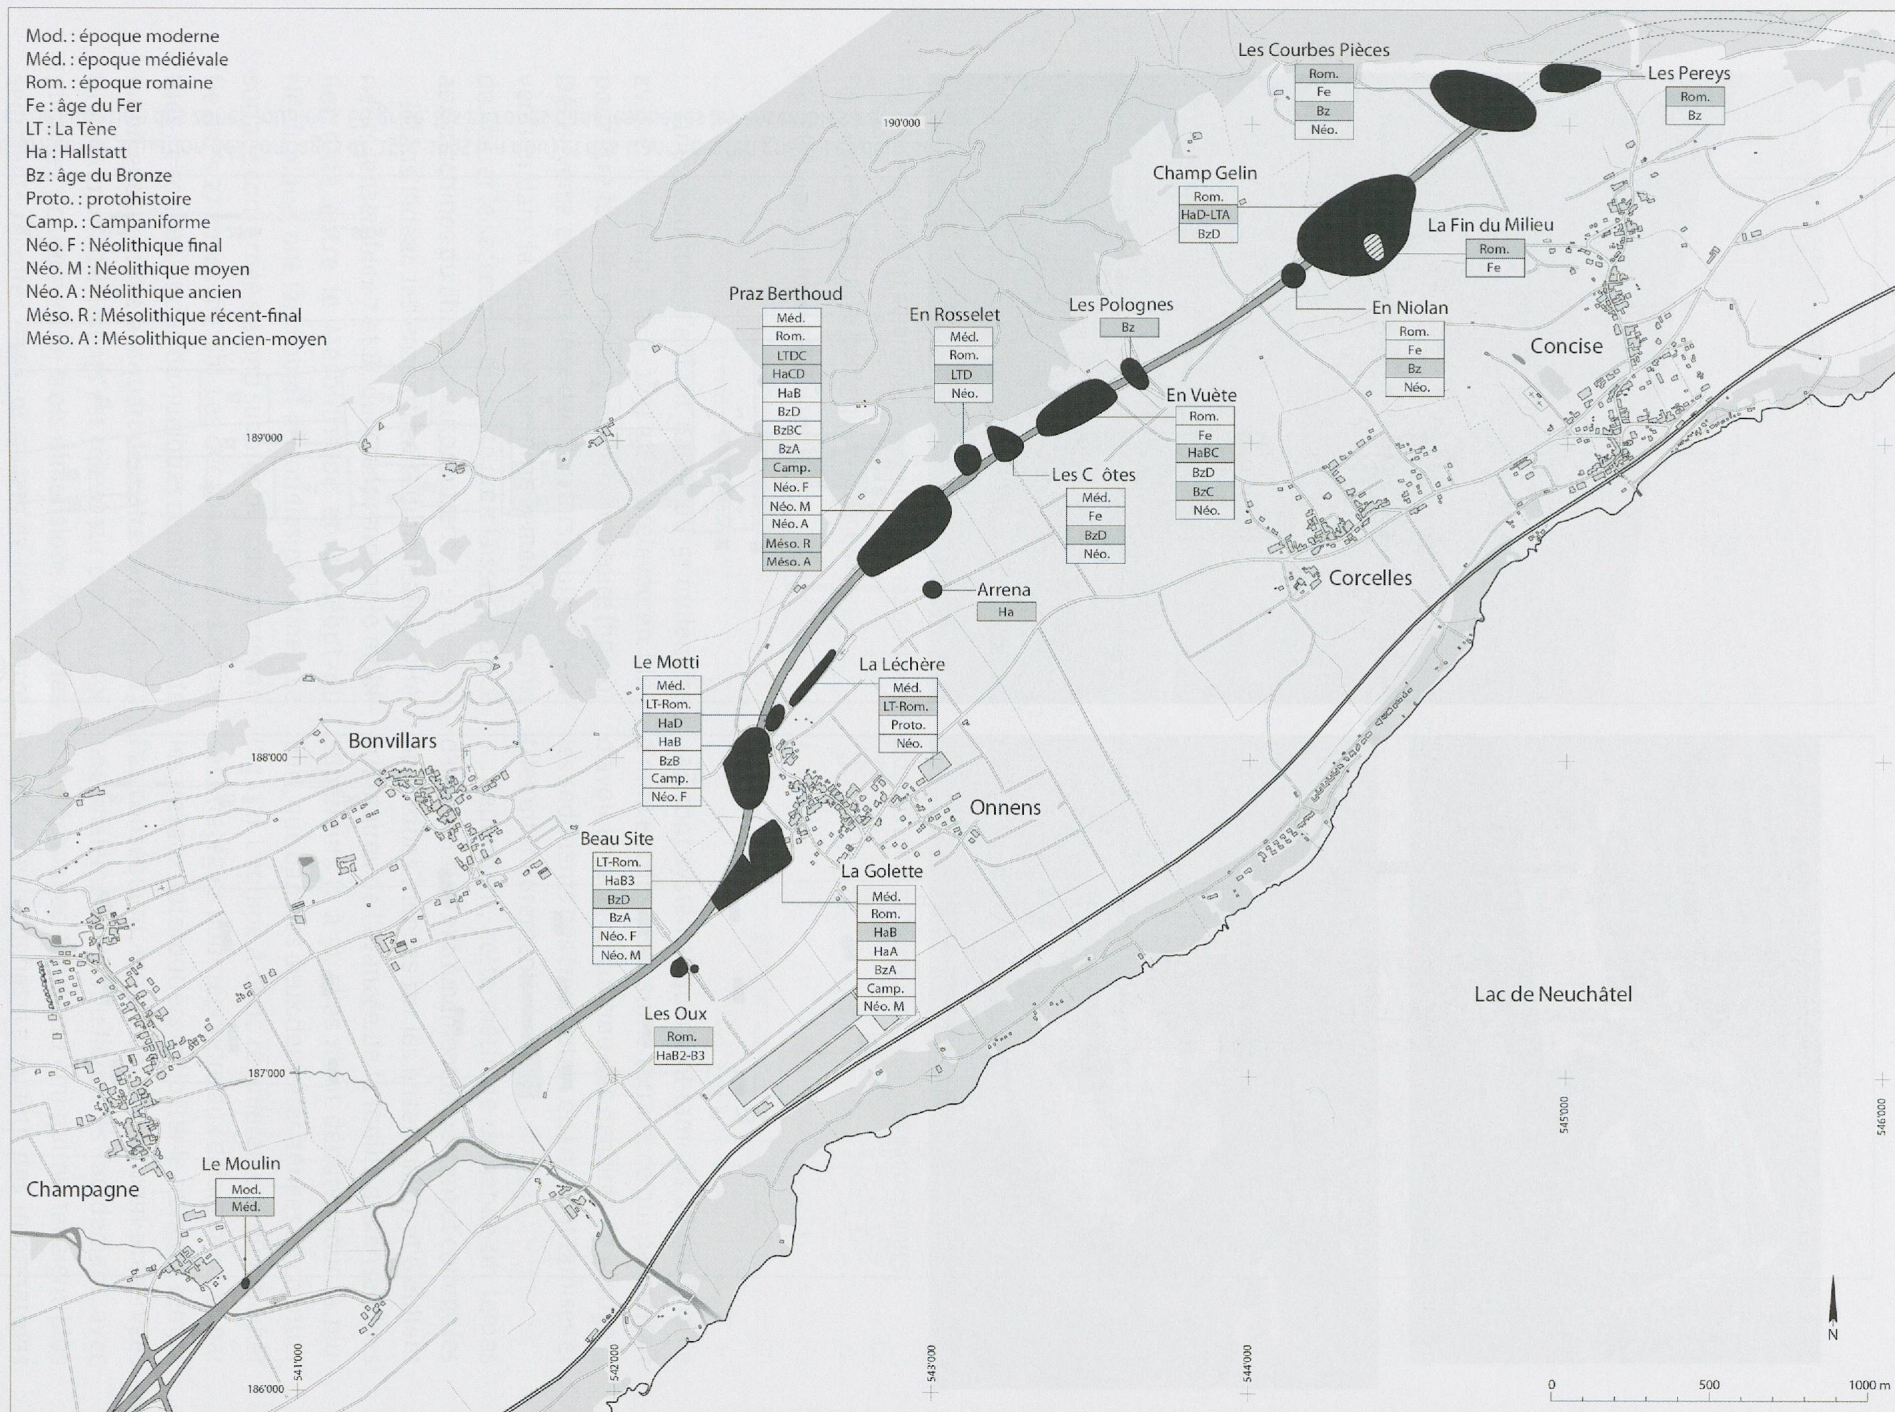 Mod. : époque moderne
Méd. : époque médiévale
Rom. : époque romaine
Fe : âge du Fer
LT : La Tène
Ha : Hallstatt
Bz : âge du Bronze
Proto. : protohistoire
Camp. : Campaniforme
Néo. F : Néolithique final
Néo. M : Néolithique moyen
Néo. A : Néolithique ancien
Méso. R : Mésolithique récent-final
Méso. A : Mésolithique ancien-moyen
Les Courbes Pièces
Rom.
Fe
Bz
Néo.
Les Pereys
Rom.
Bz
190'000
Champ Gelin
Rom.
HaD-LTA
BzD
La Fin du Milieu
Rom.
Fe
En Niolan
Rom.
Fe
Bz
Néo.
Concise
Praz Berthoud
Méd.
Rom.
LTDC
HaCD
HaB
BzD
BzBC
BzA
Camp.
Néo. F
Néo. M
Néo. A
Méso. R
Méso. A
En Rosselet
Méd.
Rom.
LTD
Néo.
Les Polognes
Bz
En Vuète
Rom.
Fe
HaBC
BzD
BzC
Néo.
189'000
Les C ôtes
Méd.
Fe
BzD
Néo.
Corcelles
Arrena
Ha
Le Motti
Méd.
LT-Rom.
HaD
HaB
BzB
Camp.
Néo. F
La Léchère
Méd.
LT-Rom.
Proto.
Néo.
Bonvillars
188'000
Onnens
Beau Site
LT-Rom.
HaB3
BzD
BzA
Néo. F
Néo. M
La Golette
Méd.
Rom.
HaB
HaA
BzA
Camp.
Néo. M
Les Oux
Rom.
HaB2-B3
Lac de Neuchâtel
187'000
545'000
546'000
Le Moulin
Mod.
Méd.
Champagne
N
186'000
541'000
542'000
543'000
544'000
0 500 1000 m